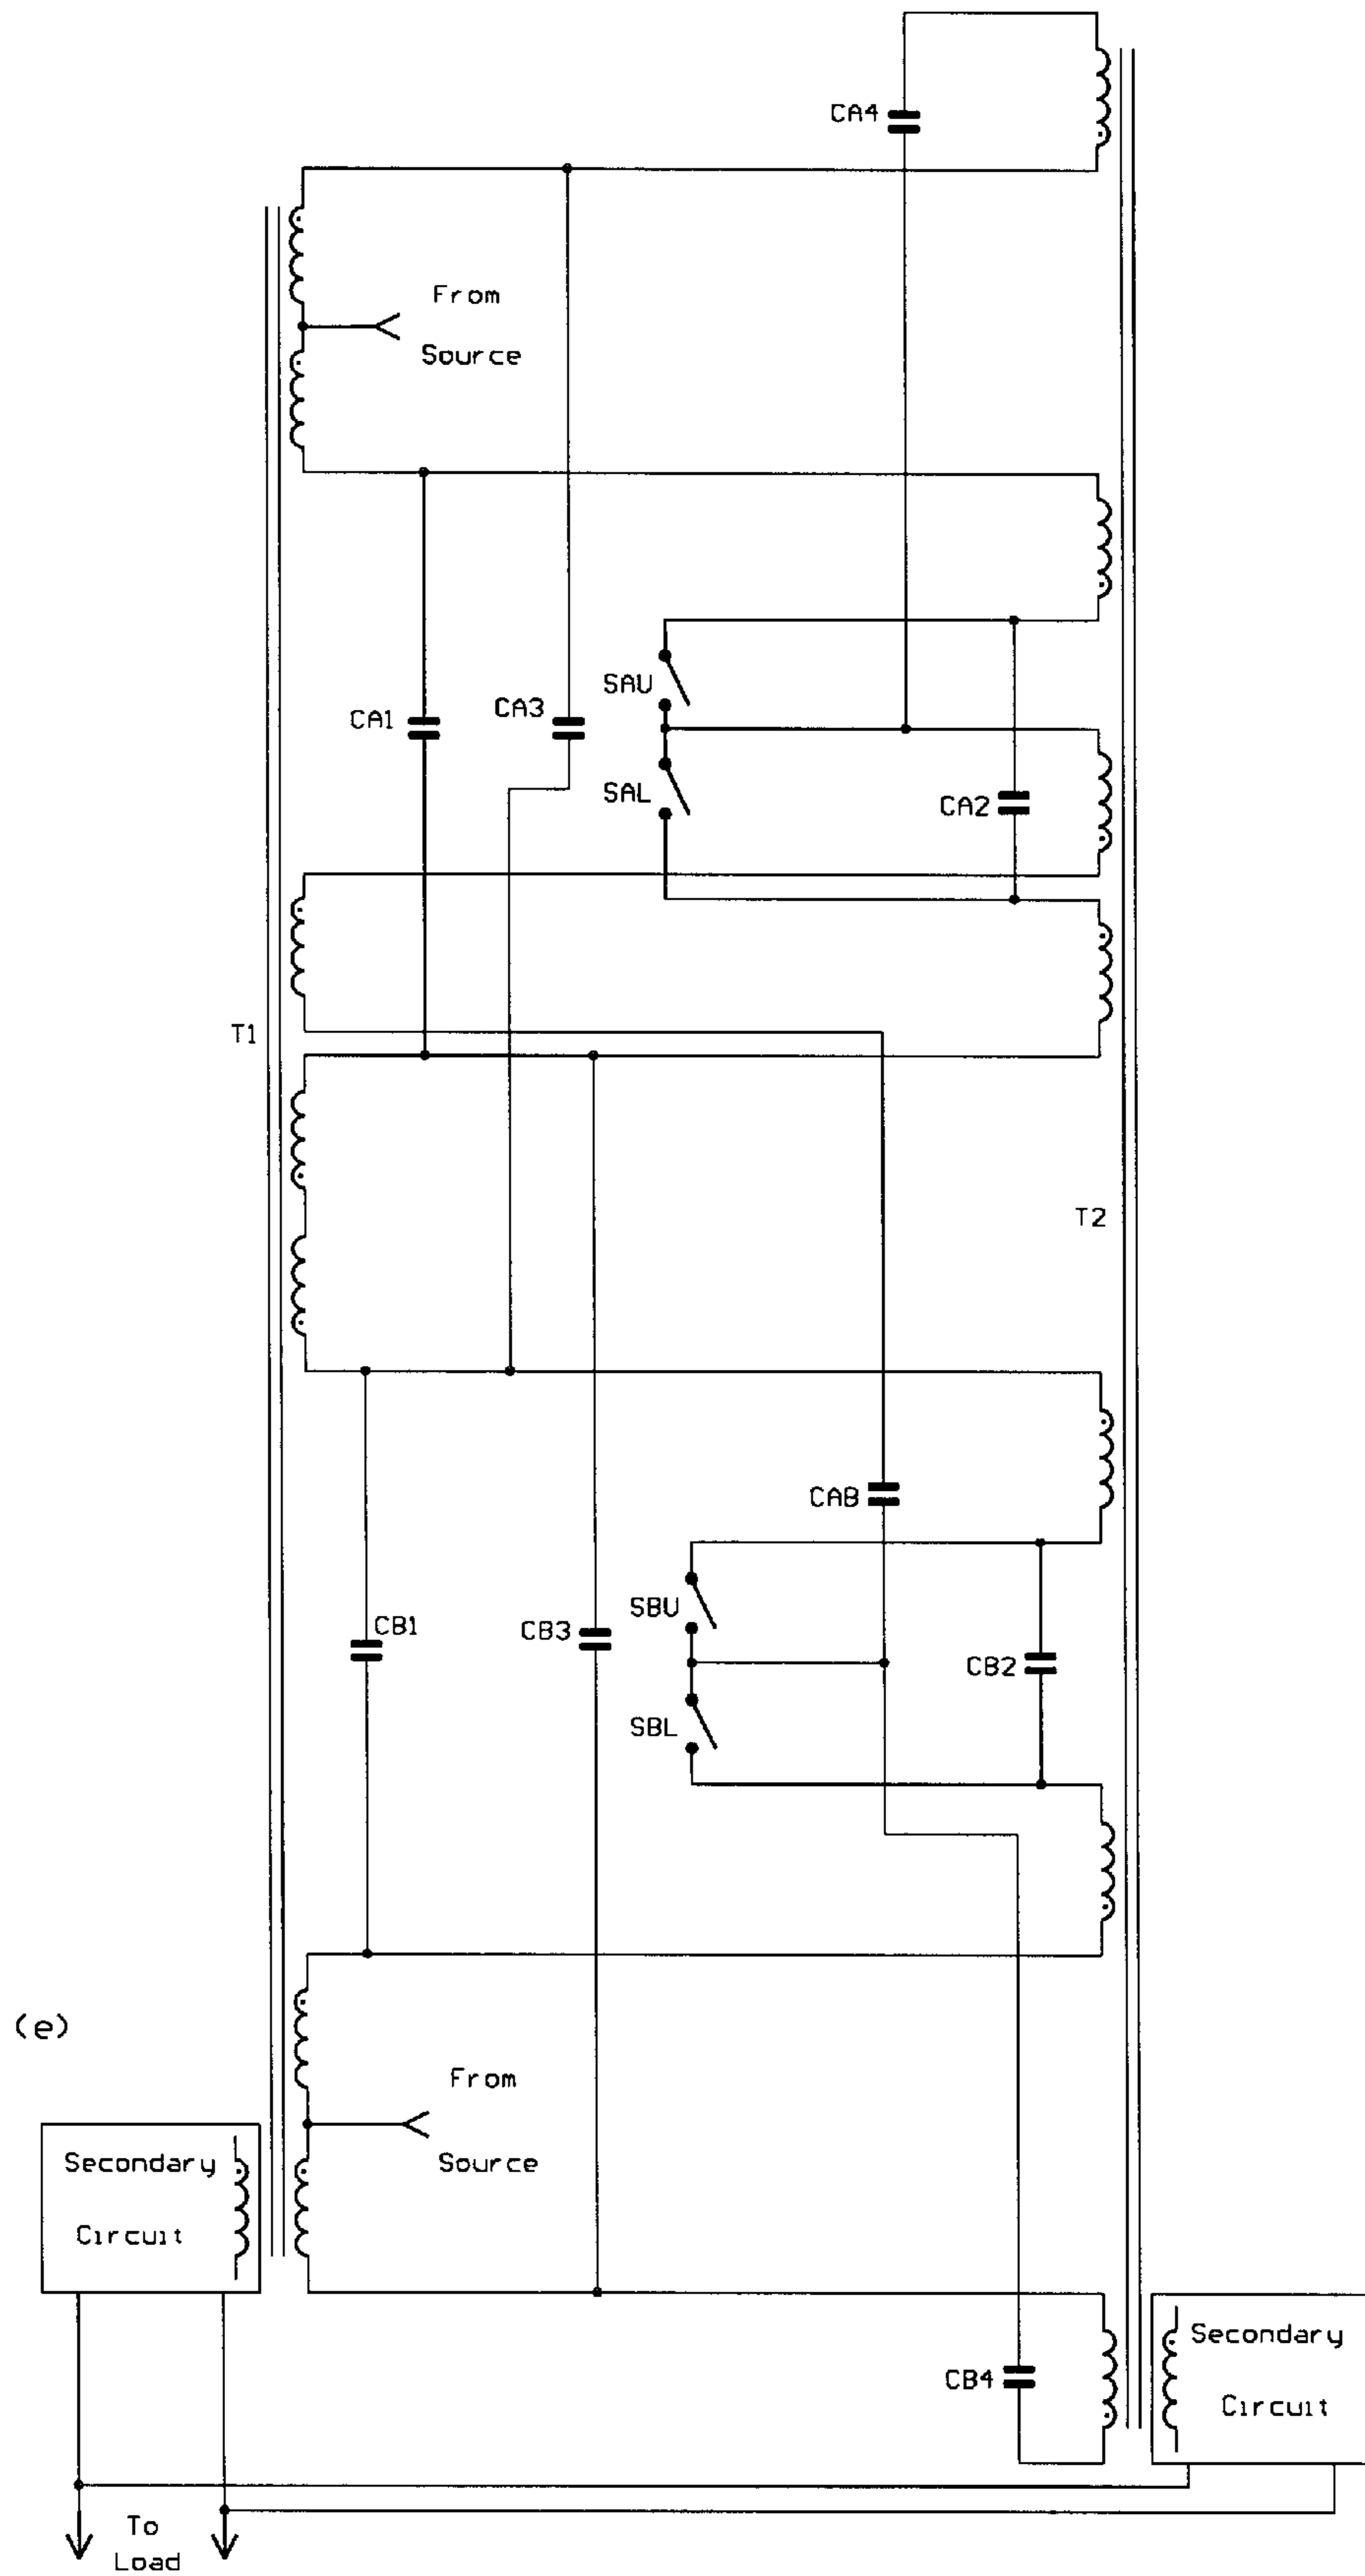 CA4
From
Source
SAU
CA1
CA3
SAL
CA2
T1
T2
CAB
SBU
CB1
CB3
CB2
SBL
(e)
From
Secondary
Source
Circuit
Secondary
CB4
Circuit
To
Load